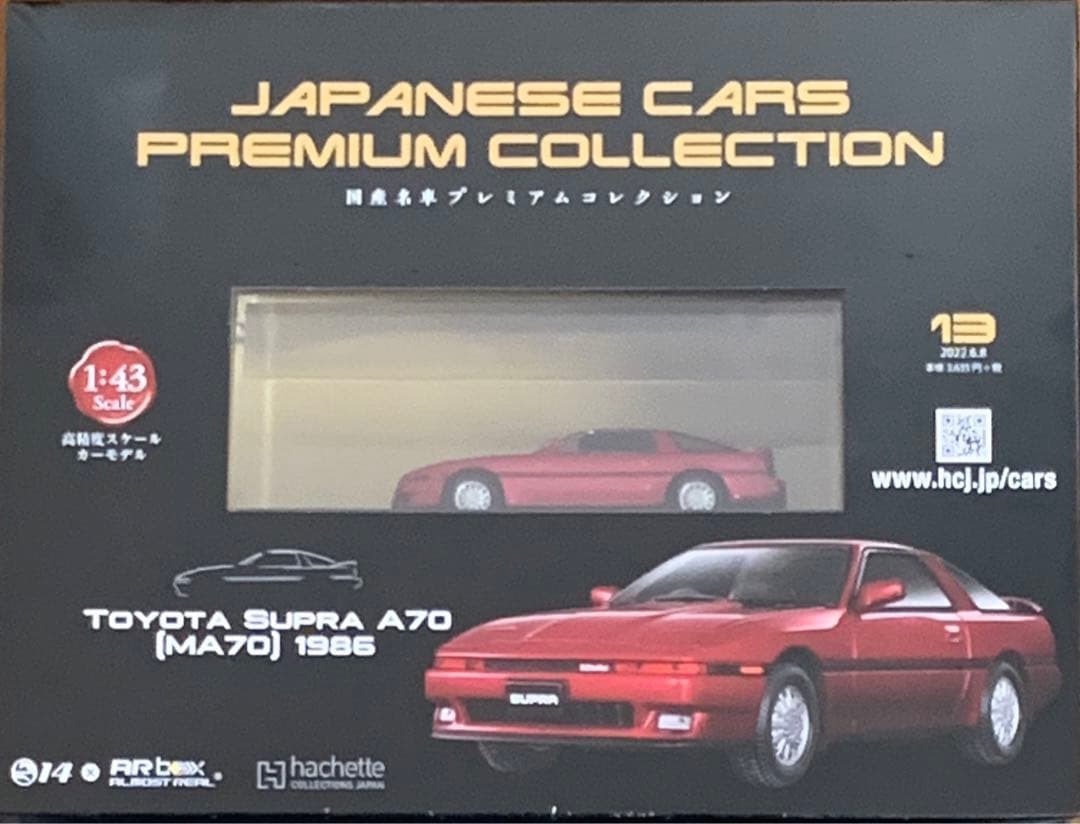 JAPANESE CARS
PREMIUM COLLECTION
国産名車プレミアムコレクション
1:43
Scale
高精度スケール
カーモデル
13
2022.6.8
www.hcj.jp/cars
TOYOTA SUPRA A70
(MA70) 1986
SUPRA
14
ARbox
ALMOST REAL
hachette
COLLECTIONS JAPAN